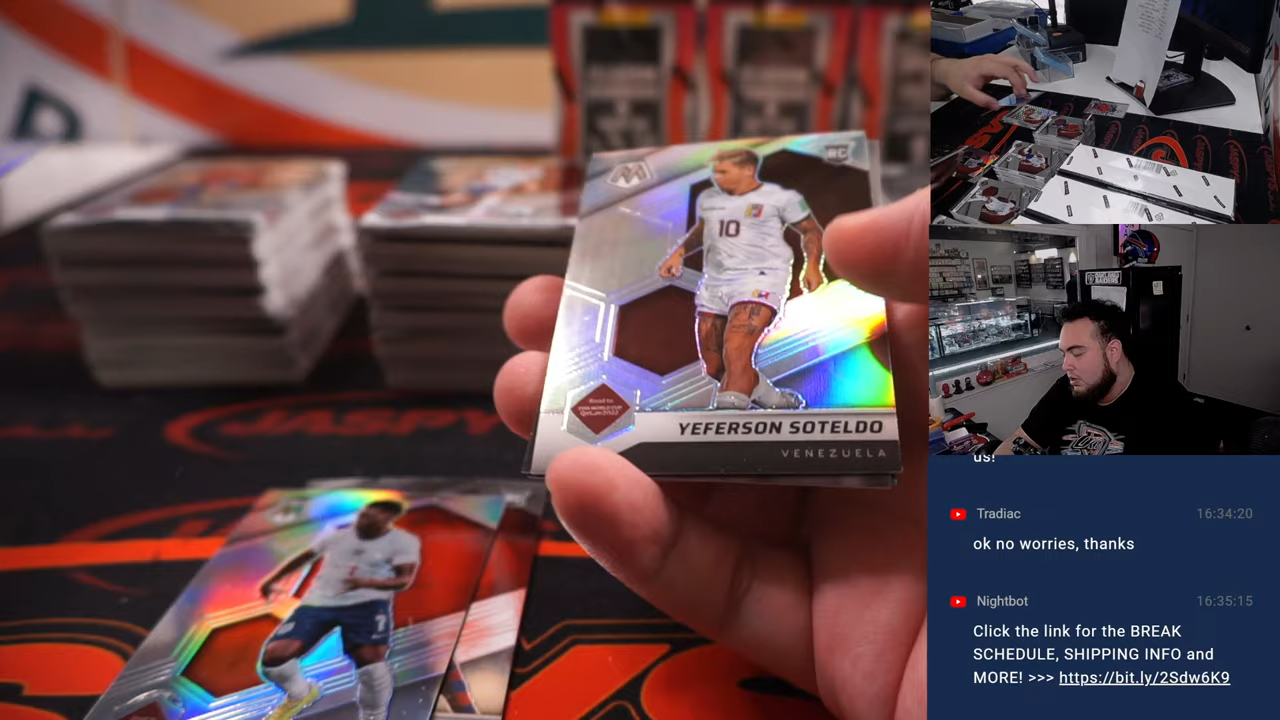 RC
10
Road to
FIFA WORLD CUP
Qatar 2022
YEFERSON SOTELDO
VENEZUELA
JASPY
7
us!
Tradiac 16:34:20
ok no worries, thanks
Nightbot 16:35:15
Click the link for the BREAK
SCHEDULE, SHIPPING INFO and
MORE! >>> https://bit.ly/2Sdw6K9